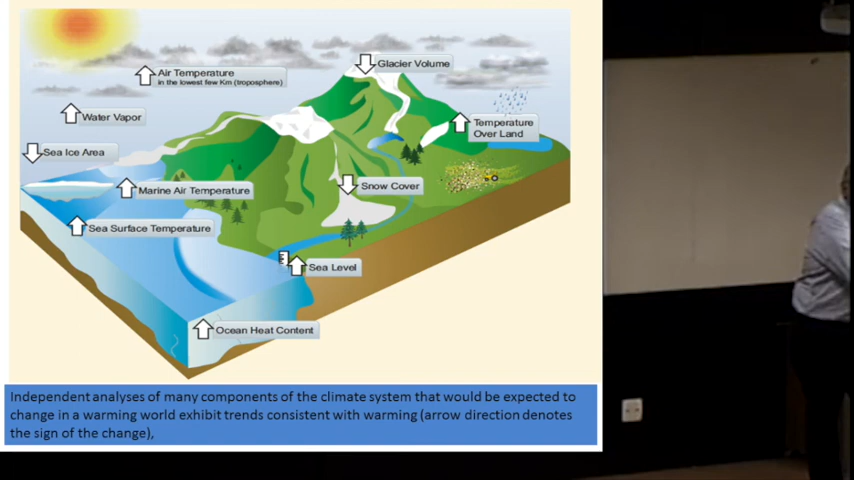 Glacier Volume
Air Temperature
in the lowest few Km (troposphere)
Water Vapor
Temperature
Over Land
Sea Ice Area
Marine Air Temperature
Snow Cover
Sea Surface Temperature
Sea Level
Ocean Heat Content
Independent analyses of many components of the climate system that would be expected to
change in a warming world exhibit trends consistent with warming (arrow direction denotes
the sign of the change),